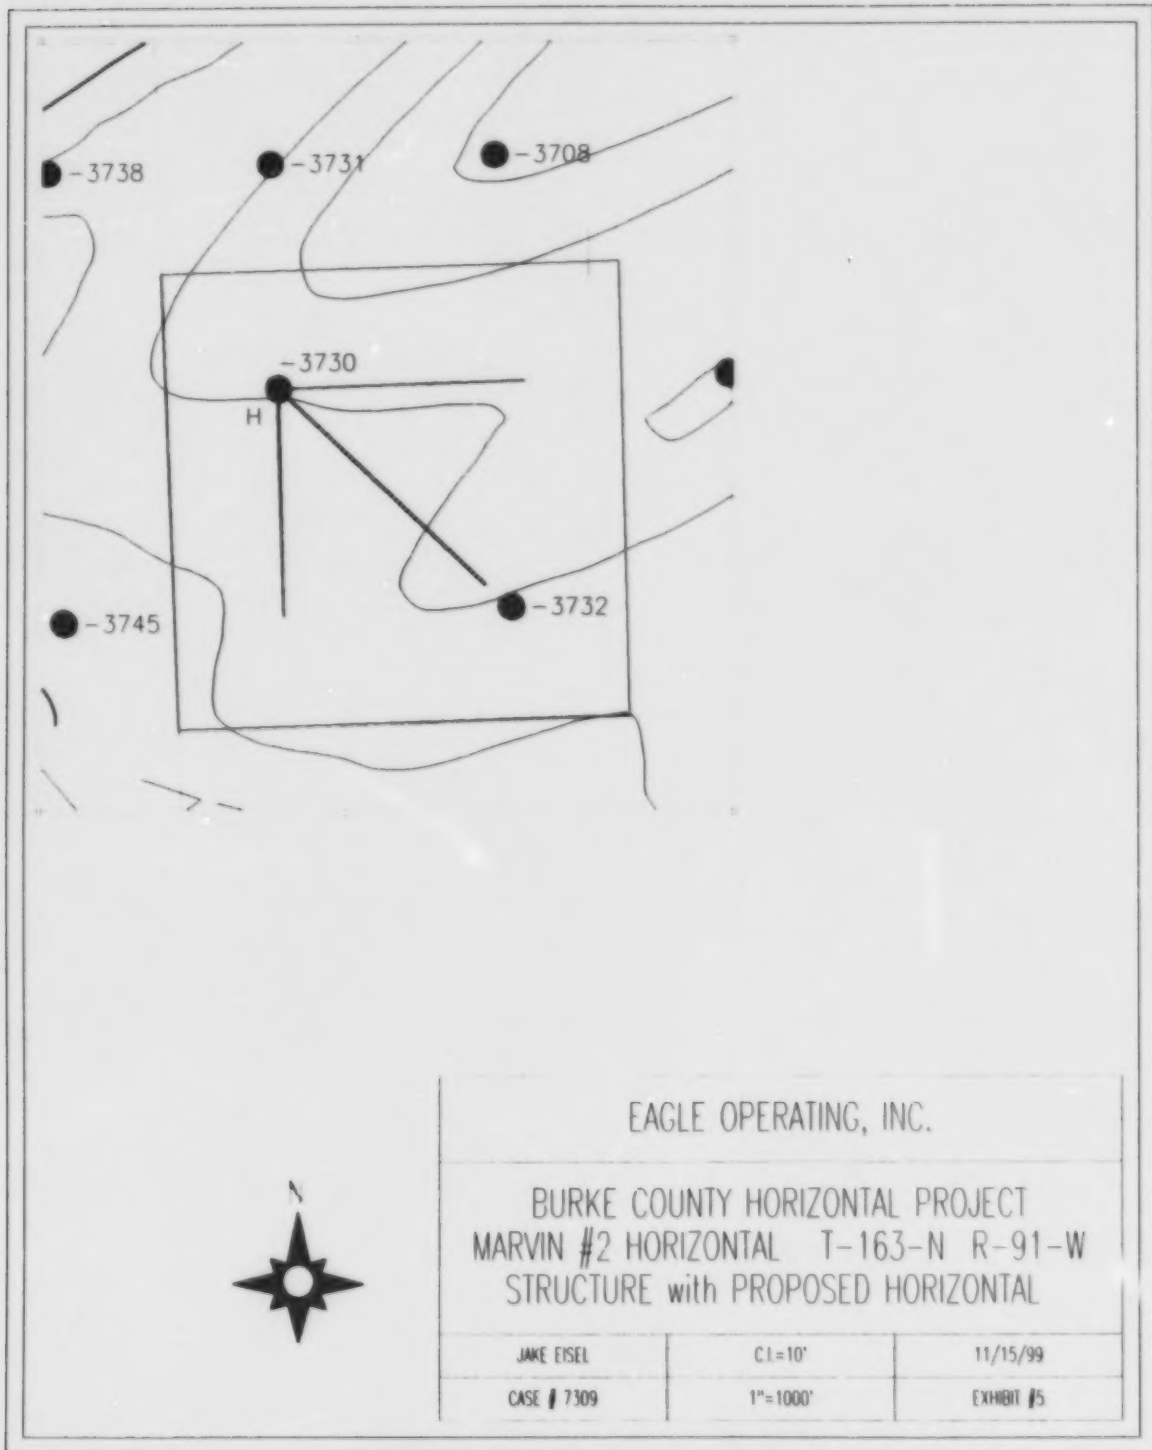 -3738
-3731
-3708
-3730
H
-3745
-3732
N
EAGLE OPERATING, INC.
BURKE COUNTY HORIZONTAL PROJECT
MARVIN #2 HORIZONTAL T-163-N R-91-W
STRUCTURE with PROPOSED HORIZONTAL
JAKE EISEL
C.I.=10'
11/15/99
CASE # 7309
1"=1000'
EXHIBIT #5